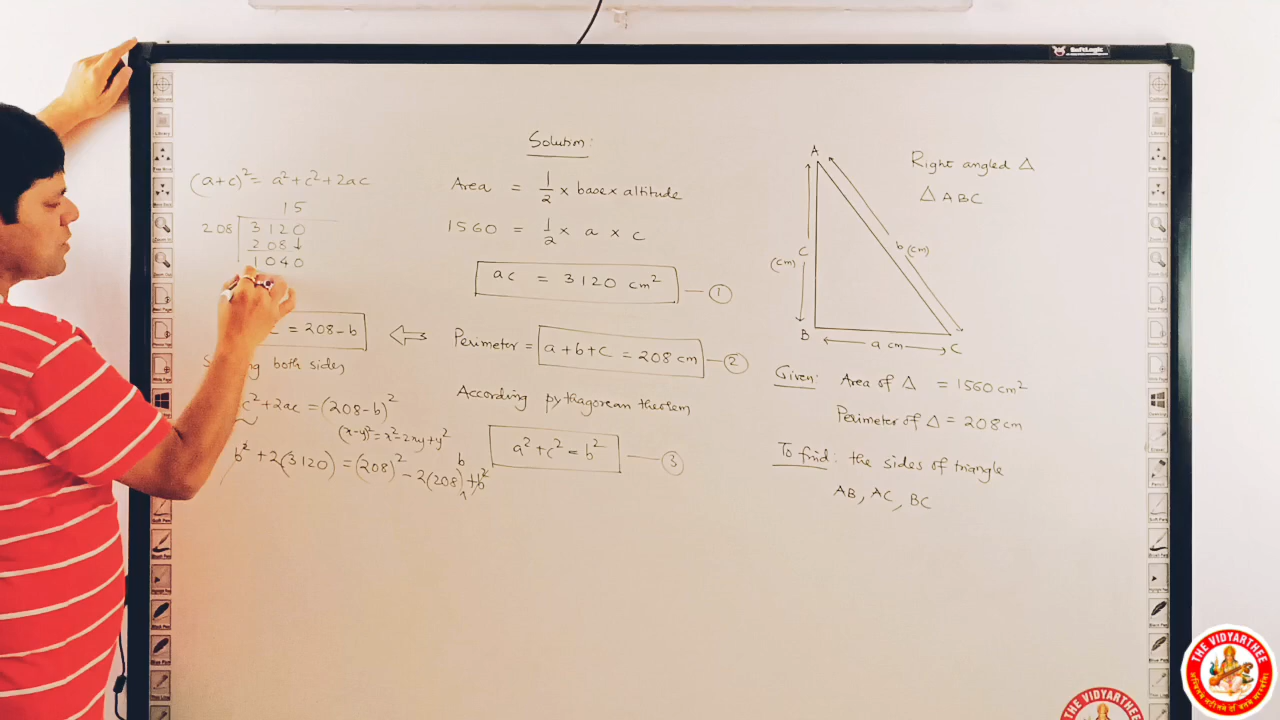 SoftLogic
Solution:
(a+c)² = a² + c² + 2ac
15
208 3120
208↓
1040
= 208 - b
both sides
c² + 2ac = (208-b)²
(x-y)² = x² - 2xy + y²
b² + 2(3120) = (208)² - 2(208)b + b²
Area = 1/2 × base × altitude
1560 = 1/2 × a × c
ac = 3120 cm² — ①
Perimeter = + b + c = 208 cm — ②
According pythagorean theorem
a² + c² = b² — ③
Right angled Δ
Δ ABC
A
c
(cm)
b (cm)
B
a cm
C
Given: Area of Δ = 1560 cm²
Perimeter of Δ = 208 cm
To find: the sides of triangle
AB, AC, BC
THE VIDYARTHEE